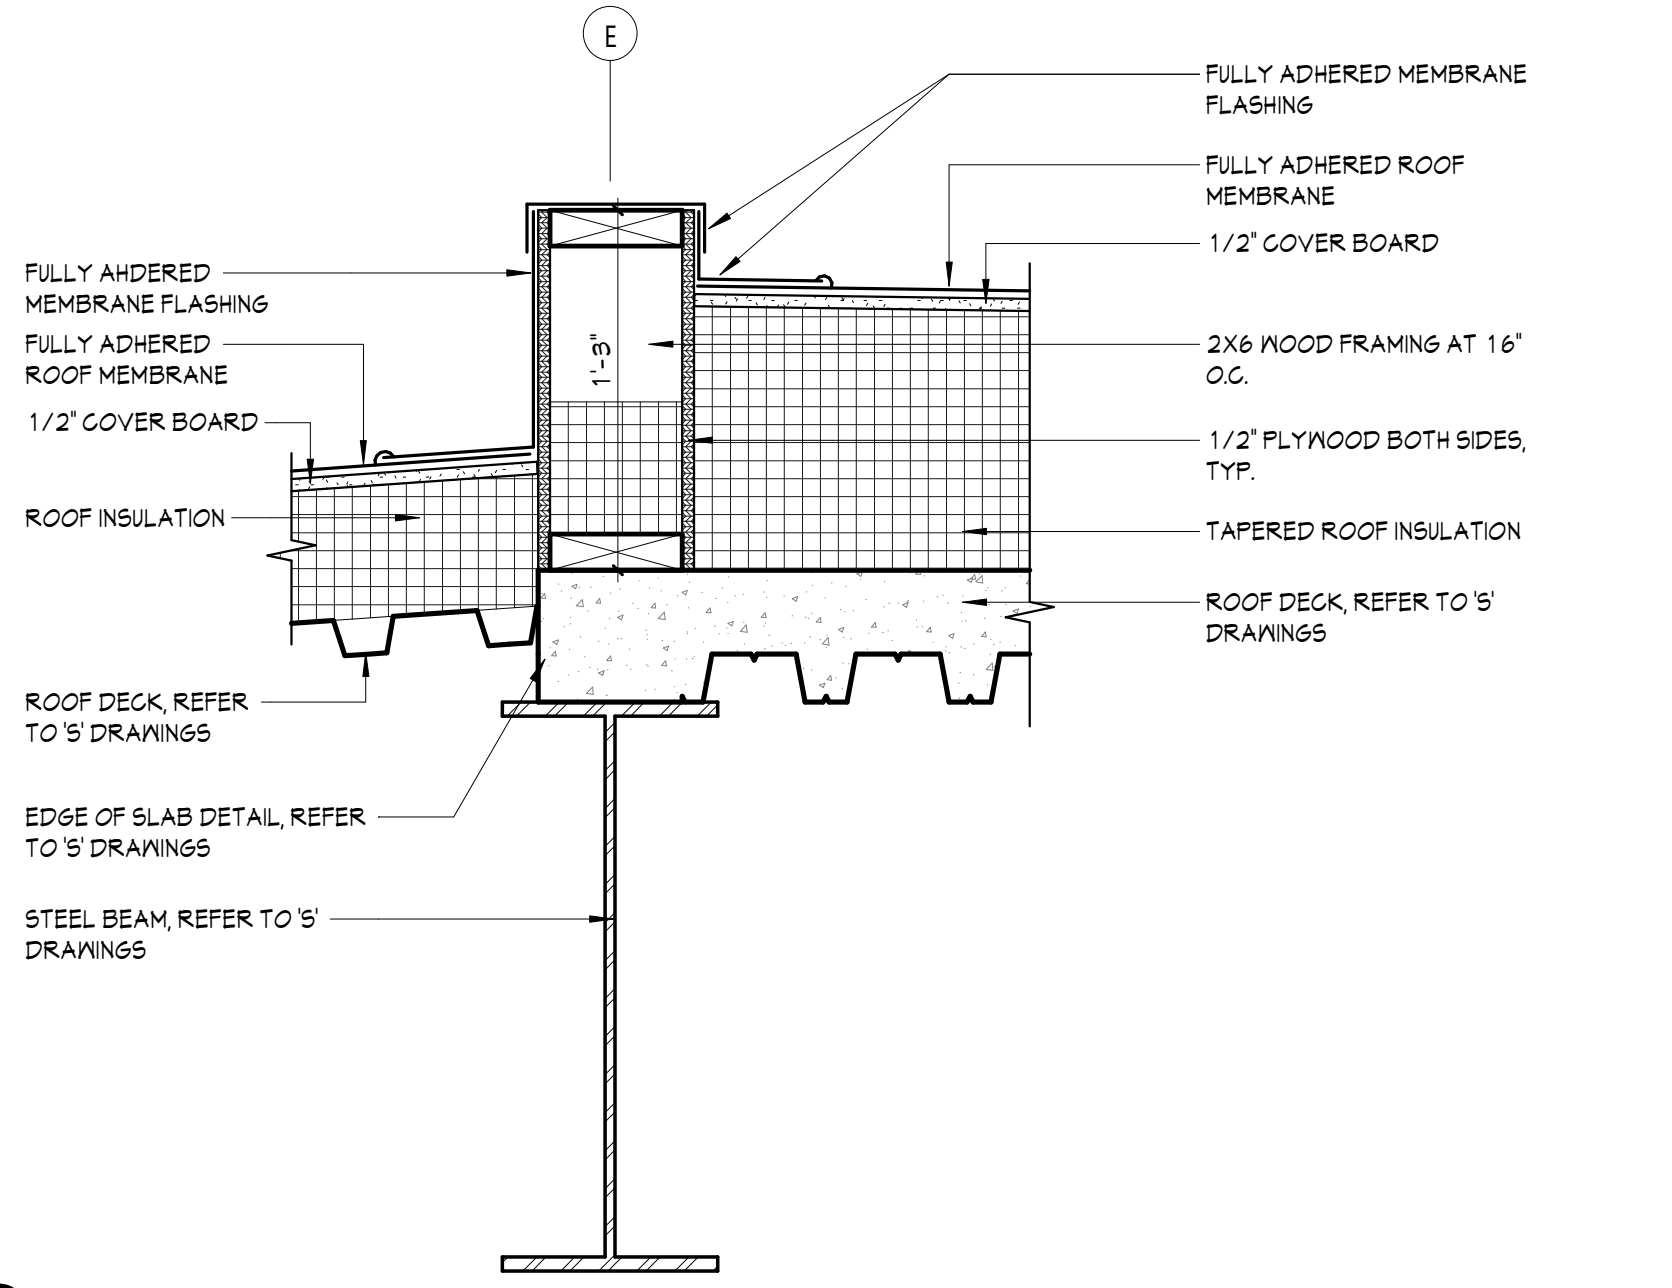 E
FULLY ADHERED MEMBRANE
FLASHING
FULLY ADHERED ROOF
MEMBRANE
1/2" COVER BOARD
2X6 WOOD FRAMING AT 16"
O.C.
1/2" PLYWOOD BOTH SIDES,
TYP.
TAPERED ROOF INSULATION
ROOF DECK, REFER TO 'S'
DRAWINGS
1'-3"
FULLY AHDERED
MEMBRANE FLASHING
FULLY ADHERED
ROOF MEMBRANE
1/2" COVER BOARD
ROOF INSULATION
ROOF DECK, REFER
TO 'S' DRAWINGS
EDGE OF SLAB DETAIL, REFER
TO 'S' DRAWINGS
STEEL BEAM, REFER TO 'S'
DRAWINGS